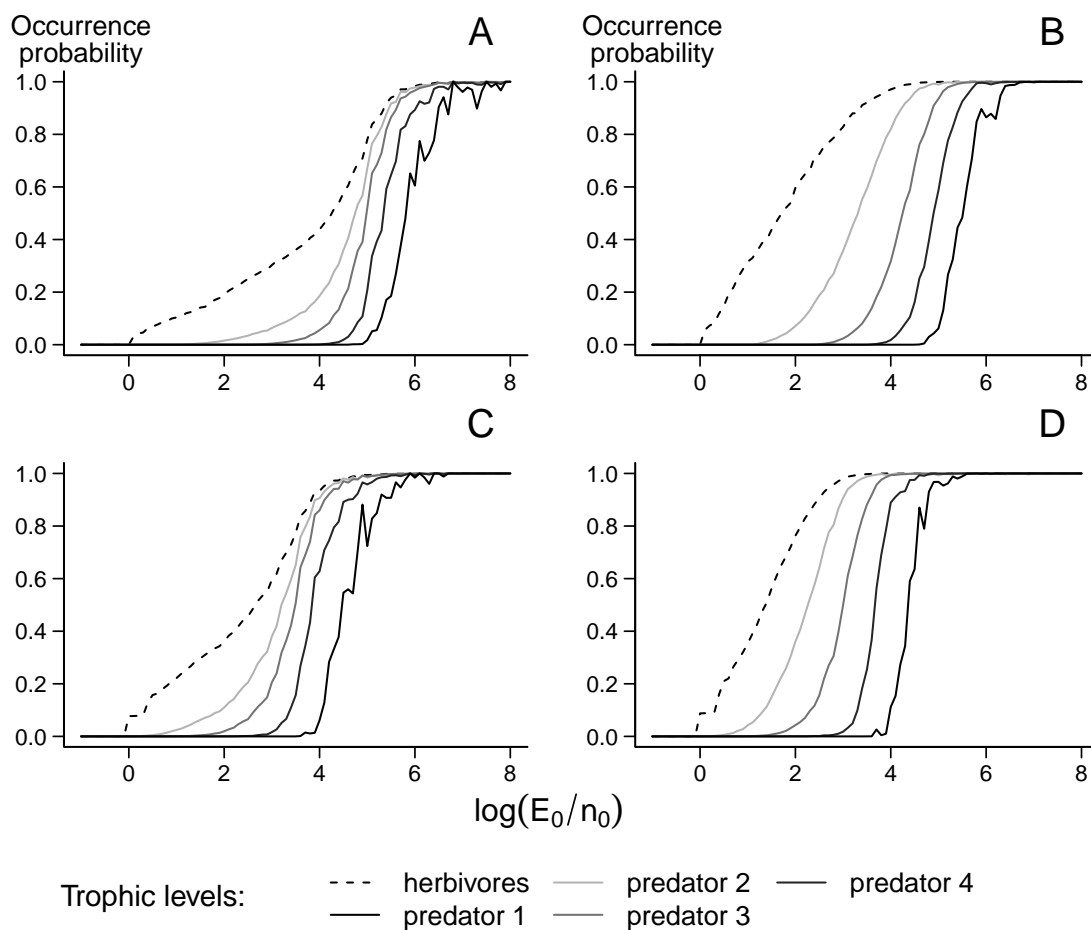 Occurrence probability A
1.0
0.8
0.6
0.4
0.2
0.0
0 2 4 6 8
Occurrence probability B
1.0
0.8
0.6
0.4
0.2
0.0
0 2 4 6 8
C
1.0
0.8
0.6
0.4
0.2
0.0
0 2 4 6 8
D
1.0
0.8
0.6
0.4
0.2
0.0
0 2 4 6 8
log(E₀/n₀)
Trophic levels:
herbivores predator 2 predator 4
predator 1 predator 3